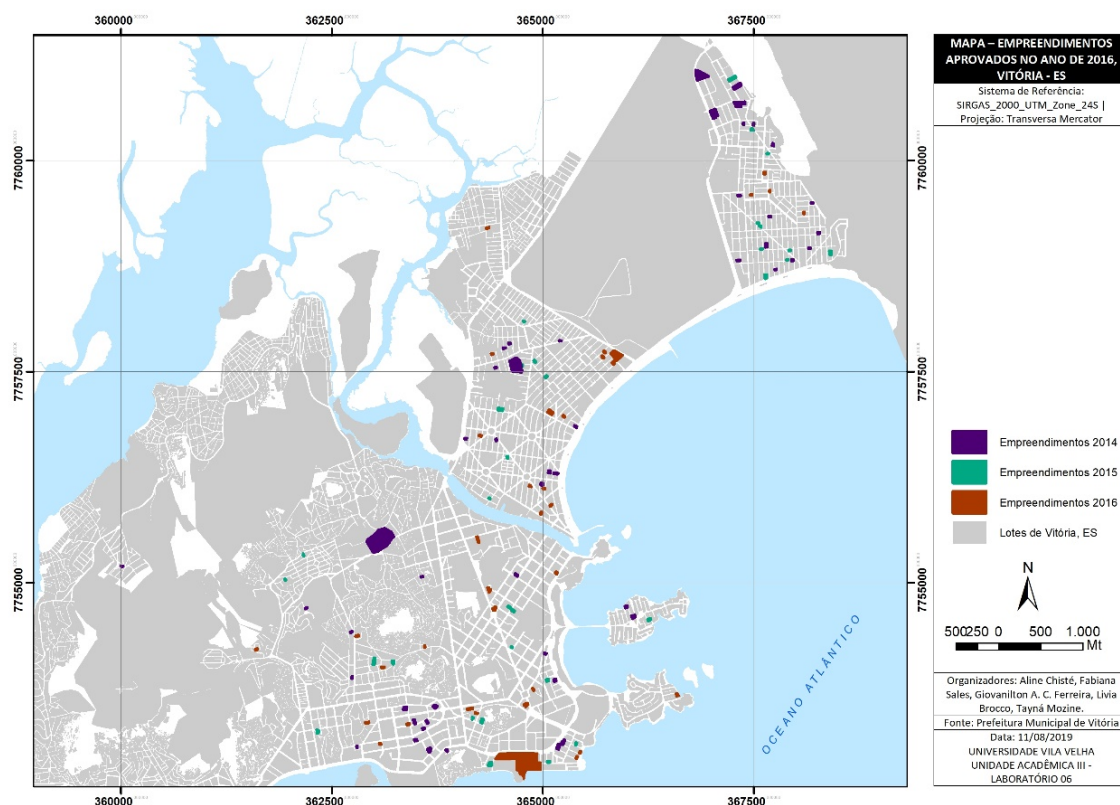 360000 362500 365000 367500
MAPA – EMPREENDIMENTOS
APROVADOS NO ANO DE 2016,
VITÓRIA - ES
Sistema de Referência:
SIRGAS_2000_UTM_Zone_24S |
Projeção: Transversa Mercator
7760000 7760000
7757500 7757500
Empreendimentos 2014
Empreendimentos 2015
Empreendimentos 2016
Lotes de Vitória, ES
N
500250 0 500 1.000
Mt
7755000 7755000
OCEANO ATLÁNTICO
Organizadores: Aline Chisté, Fabiana
Sales, Giovanilton A. C. Ferreira, Livia
Brocco, Tayná Mozine.
Fonte: Prefeitura Municipal de Vitória
Data: 11/08/2019
UNIVERSIDADE VILA VELHA
UNIDADE ACADÊMICA III -
LABORATÓRIO 06
360000 362500 365000 367500